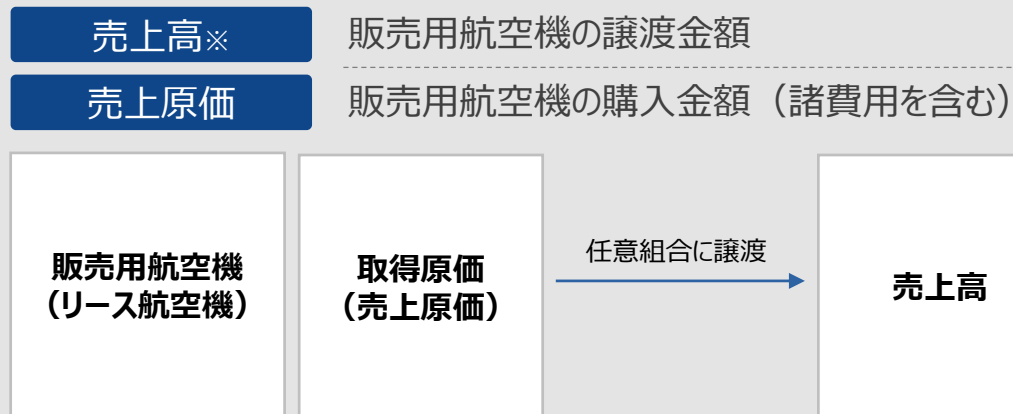 売上高※
販売用航空機の譲渡金額
売上原価
販売用航空機の購入金額（諸費用を含む）
販売用航空機
（リース航空機）
取得原価
（売上原価）
任意組合に譲渡
売上高